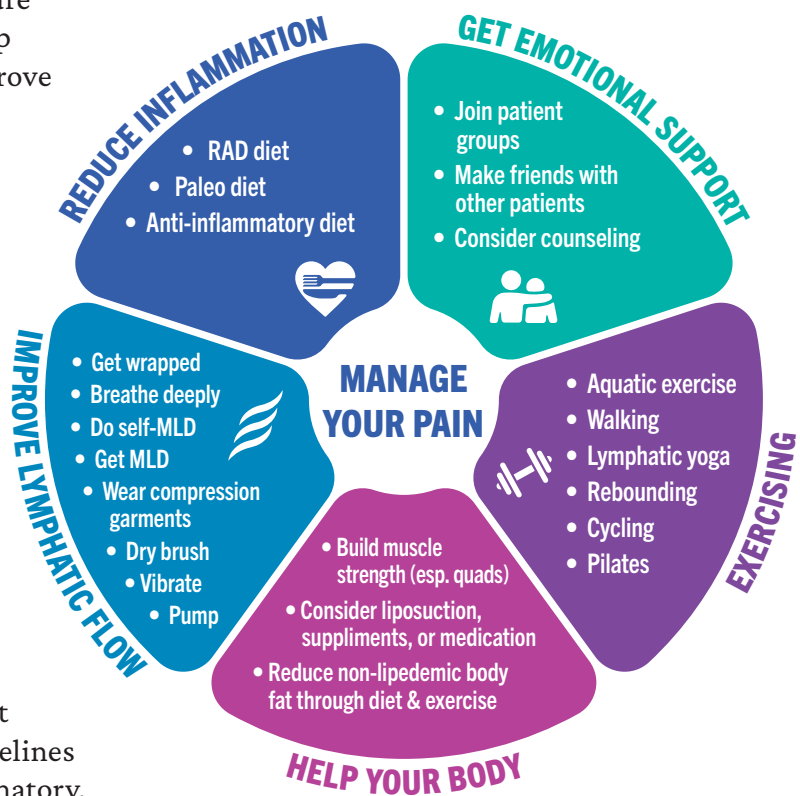 REDUCE INFLAMMATION
• RAD diet
• Paleo diet
• Anti-inflammatory diet
GET EMOTIONAL SUPPORT
• Join patient
groups
• Make friends with
other patients
• Consider counseling
IMPROVE LYMPHATIC FLOW
• Get wrapped
• Breathe deeply
• Do self-MLD
• Get MLD
• Wear compression
garments
• Dry brush
• Vibrate
• Pump
MANAGE
YOUR PAIN
EXERCISING
• Aquatic exercise
• Walking
• Lymphatic yoga
• Rebounding
• Cycling
• Pilates
HELP YOUR BODY
• Build muscle
strength (esp. quads)
• Consider liposuction,
suppliments, or medication
• Reduce non-lipedemic body
fat through diet & exercise